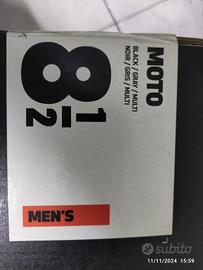 MOTO
BLACK / GRAY / MULTI
NOIR / GRIS / MULTI
8 1/2
MEN'S
subito
11/11/2024 15:59